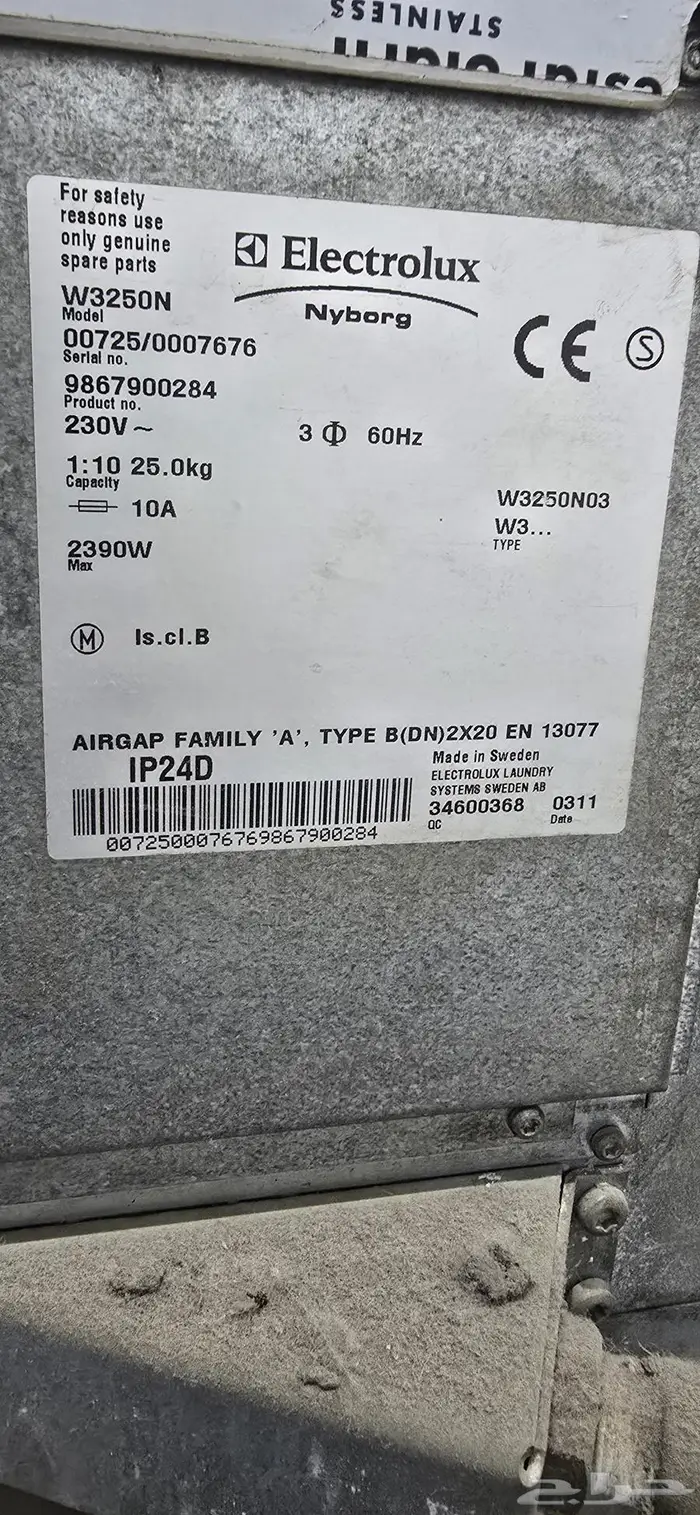 STAINLESS
For safety
reasons use
only genuine
spare parts
Electrolux
Nyborg
W3250N
Model
00725/0007676
Serial no.
9867900284
Product no.
CE
S
230V~
3 Φ 60Hz
1:10 25.0kg
Capacity
10A
2390W
Max
W3250N03
W3...
TYPE
M
Is.cl.B
AIRGAP FAMILY 'A', TYPE B(DN)2X20 EN 13077
IP24D
Made in Sweden
ELECTROLUX LAUNDRY
SYSTEMS SWEDEN AB
34600368 0311
QC Date
0072500076769867900284
حراج